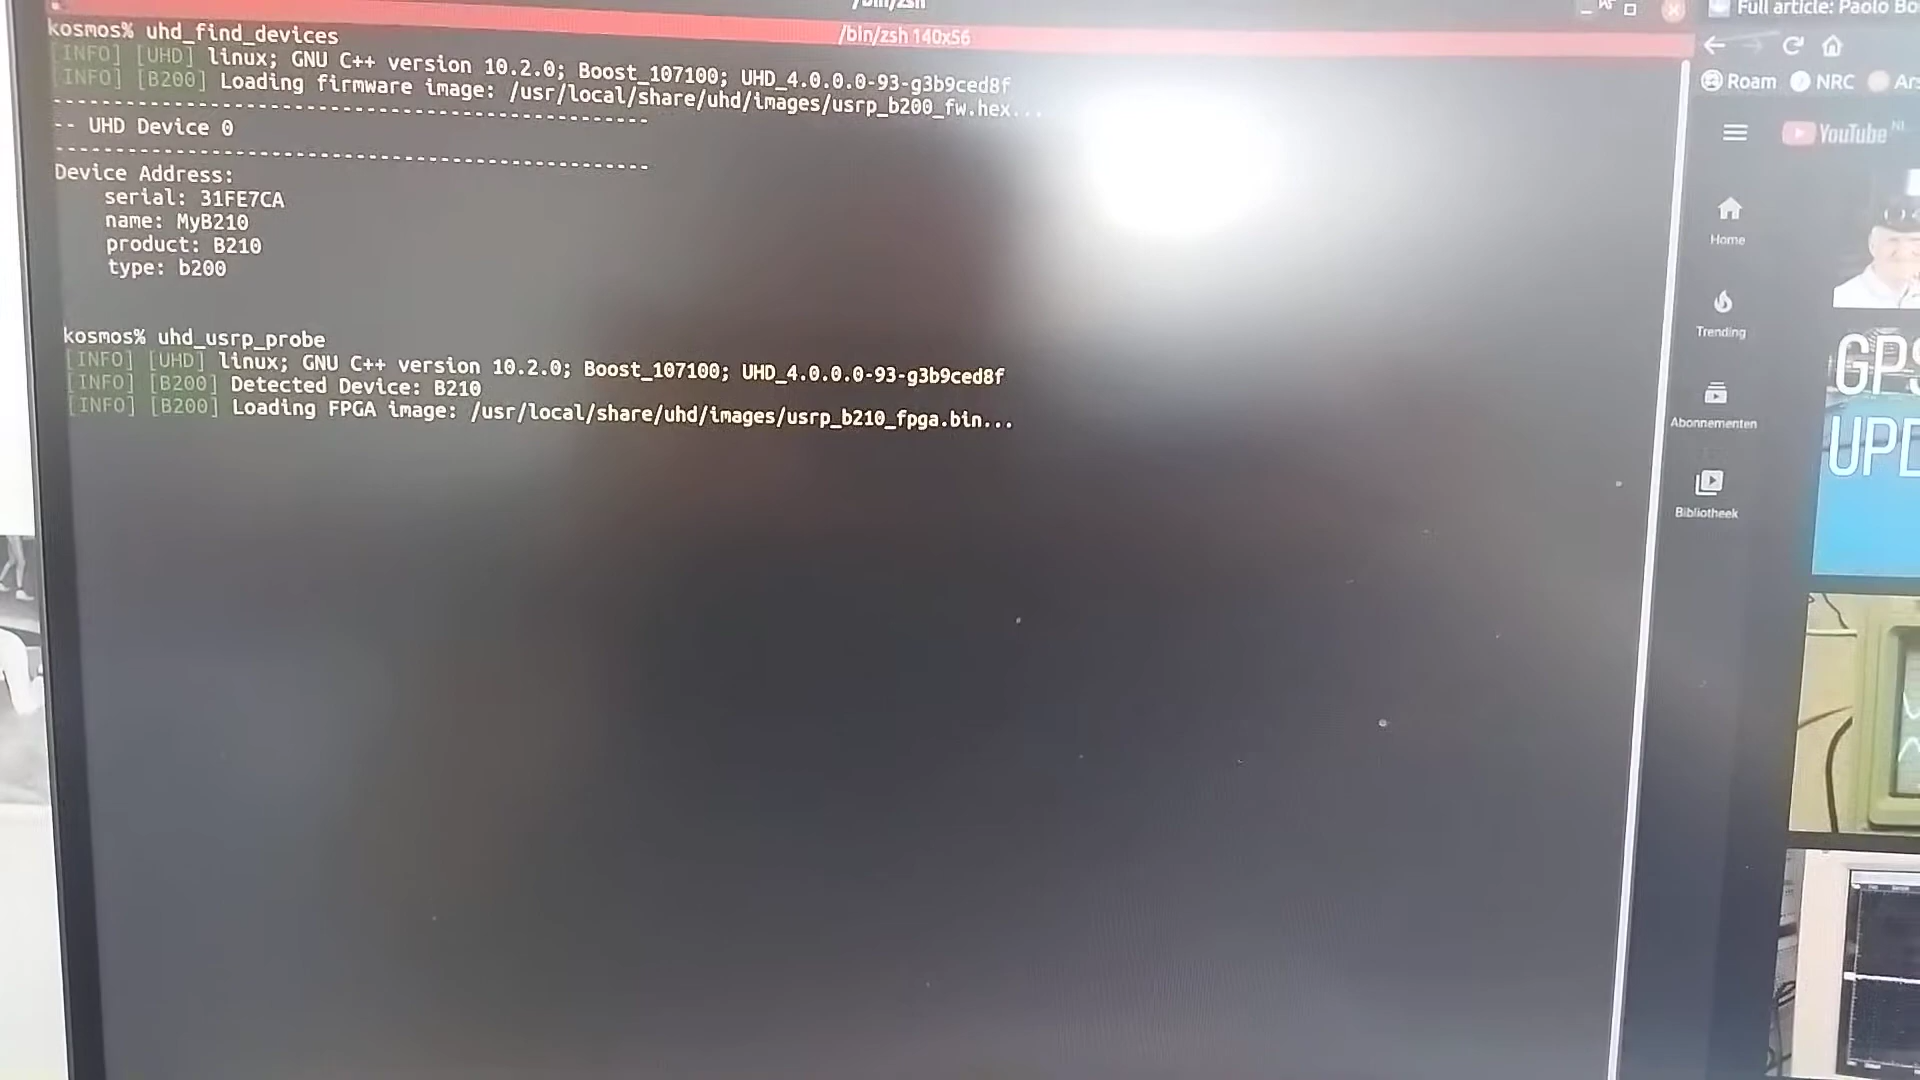 /bin/zsh
/bin/zsh 140x56
kosmos% uhd_find_devices
[INFO] [UHD] linux; GNU C++ version 10.2.0; Boost_107100; UHD_4.0.0.0-93-g3b9ced8f
[INFO] [B200] Loading firmware image: /usr/local/share/uhd/images/usrp_b200_fw.hex...
--------------------------------------------------
-- UHD Device 0
--------------------------------------------------
Device Address:
serial: 31FE7CA
name: MyB210
product: B210
type: b200
kosmos% uhd_usrp_probe
[INFO] [UHD] linux; GNU C++ version 10.2.0; Boost_107100; UHD_4.0.0.0-93-g3b9ced8f
[INFO] [B200] Detected Device: B210
[INFO] [B200] Loading FPGA image: /usr/local/share/uhd/images/usrp_b210_fpga.bin...
Full article: Paolo Bo
Roam NRC Ars
YouTube NL
Home
Trending
Abonnementen
Bibliotheek
GPS
UPD